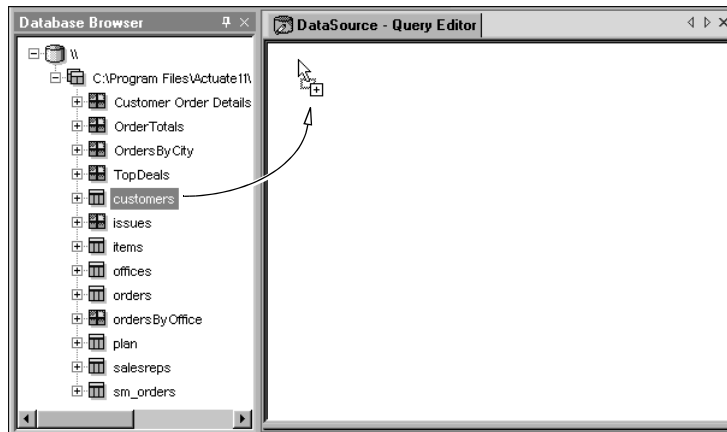 Database Browser
DataSource - Query Editor
\\
C:\Program Files\Actuate11\
Customer Order Details
OrderTotals
OrdersByCity
TopDeals
customers
issues
items
offices
orders
ordersByOffice
plan
salesreps
sm_orders